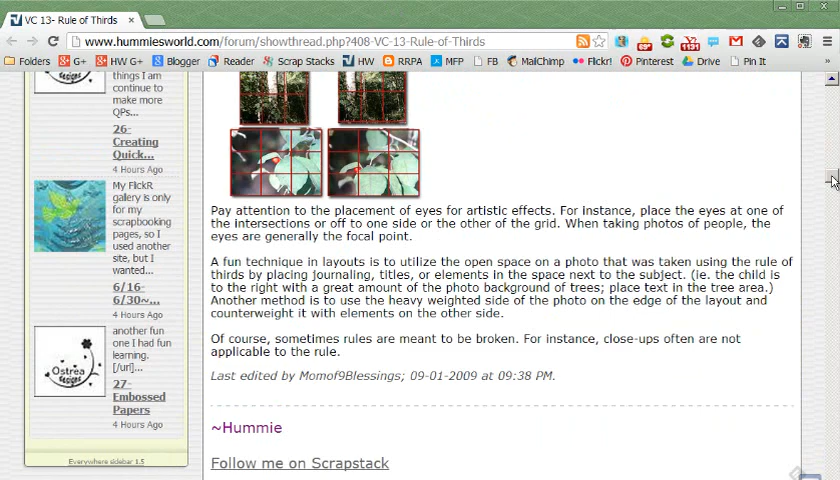 VC 13- Rule of Thirds
www.hummiesworld.com/forum/showthread.php?408-VC-13-Rule-of-Thirds
Folders G+ HW G+ Blogger Reader Scrap Stacks HW RRPA MFP FB MailChimp Flickr! Pinterest Drive Pin It »
designs
things I am
continue to
make more
QPs...
26-
Creating
Quick...
4 Hours Ago
My FlickR
gallery is only
for my
scrapbooking
pages, so I
used another
site, but I
wanted...
6/16-
6/30~...
4 Hours Ago
another fun
one I had fun
learning.
[/url]...
27-
Embossed
Papers
4 Hours Ago
Ostrea
designs
Everywhere sidebar 1.5
Pay attention to the placement of eyes for artistic effects. For instance, place the eyes at one of
the intersections or off to one side or the other of the grid. When taking photos of people, the
eyes are generally the focal point.
A fun technique in layouts is to utilize the open space on a photo that was taken using the rule of
thirds by placing journaling, titles, or elements in the space next to the subject. (ie. the child is
to the right with a great amount of the photo background of trees; place text in the tree area.)
Another method is to use the heavy weighted side of the photo on the edge of the layout and
counterweight it with elements on the other side.
Of course, sometimes rules are meant to be broken. For instance, close-ups often are not
applicable to the rule.
Last edited by Momof9Blessings; 09-01-2009 at 09:38 PM.
~Hummie
Follow me on Scrapstack